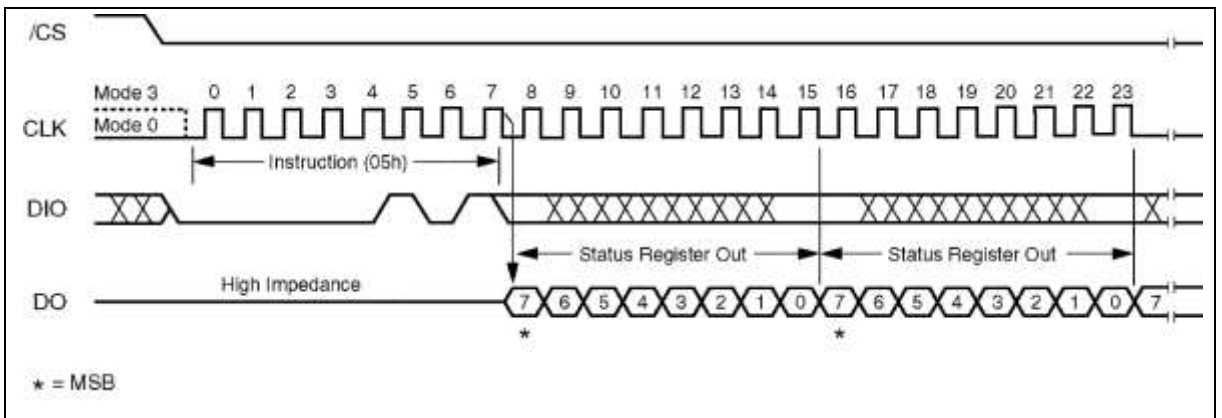 /CS
Mode 3 0 1 2 3 4 5 6 7 8 9 10 11 12 13 14 15 16 17 18 19 20 21 22 23
CLK Mode 0
Instruction (05h)
DIO
Status Register Out Status Register Out
High Impedance
DO 7 6 5 4 3 2 1 0 7 6 5 4 3 2 1 0 7
* *
* = MSB